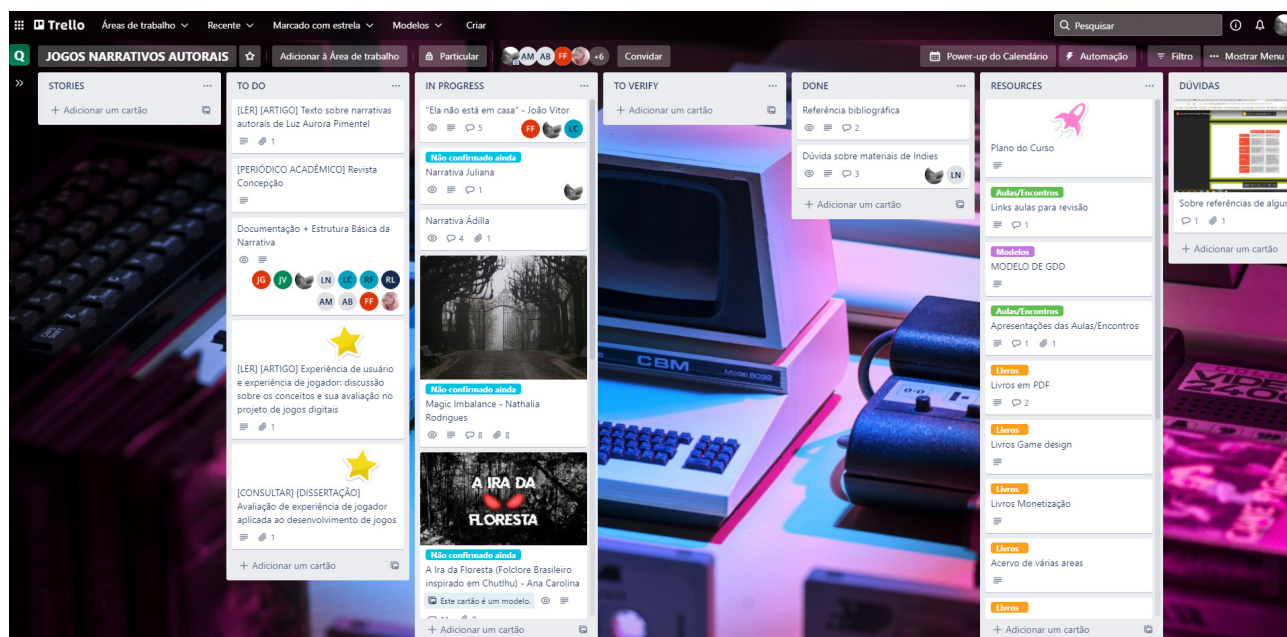 Trello Áreas de trabalho Recente Marcado com estrela Modelos Criar Pesquisar
Q JOGOS NARRATIVOS AUTORAIS Adicionar à Área de trabalho Particular AM AB FF +6 Convidar Power-up do Calendário Automação Filtro Mostrar Menu
STORIES
+ Adicionar um cartão
TO DO
[LER] [ARTIGO] Texto sobre narrativas
autorais de Luz Aurora Pimentel
1
[PERIÓDICO ACADÊMICO] Revista
Concepção
Documentação + Estrutura Básica da
Narrativa
JG JV LN LC RF RL
AM AB FF
[LER] [ARTIGO] Experiência de usuário
e experiência de jogador: discussão
sobre os conceitos e sua avaliação no
projeto de jogos digitais
1
[CONSULTAR] [DISSERTAÇÃO]
Avaliação de experiência de jogador
aplicada ao desenvolvimento de jogos
1
+ Adicionar um cartão
IN PROGRESS
"Ela não está em casa" - João Vitor
5 FF LC
Não confirmado ainda
Narrativa Juliana
1
Narrativa Ádilla
4 1
Não confirmado ainda
Magic Imbalance - Nathalia
Rodrigues
8 8
A IRA DA
FLORESTA
Não confirmado ainda
A Ira da Floresta (Folclore Brasileiro
inspirado em Chutlhu) - Ana Carolina
Este cartão é um modelo.
+ Adicionar um cartão
TO VERIFY
+ Adicionar um cartão
DONE
Referência bibliográfica
2
Dúvida sobre materiais de Indies
3 LN
+ Adicionar um cartão
RESOURCES
Plano do Curso
Aulas/Encontros
Links aulas para revisão
1
Modelos
MODELO DE GDD
Aulas/Encontros
Apresentações das Aulas/Encontros
1 1
Livros
Livros em PDF
2
Livros
Livros Game design
Livros
Livros Monetização
Livros
Acervo de várias areas
Livros
+ Adicionar um cartão
DÚVIDAS
Sobre referências de algun
1 1
+ Adicionar um cartão
CBM Model 8032